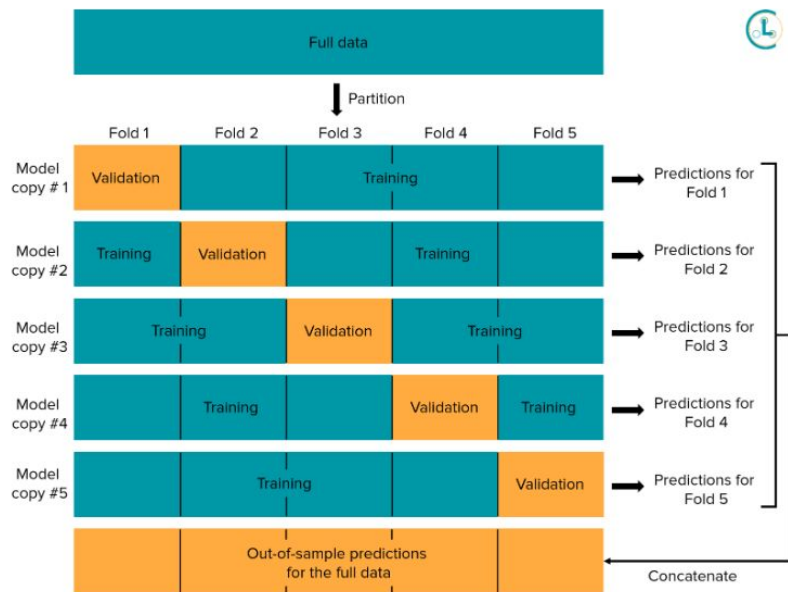 Full data
Partition
Fold 1 Fold 2 Fold 3 Fold 4 Fold 5
Model
copy # 1
Validation
Training
Predictions for
Fold 1
Model
copy #2
Training
Validation
Training
Predictions for
Fold 2
Model
copy #3
Training
Validation
Training
Predictions for
Fold 3
Model
copy #4
Training
Validation
Training
Predictions for
Fold 4
Model
copy #5
Training
Validation
Predictions for
Fold 5
Out-of-sample predictions
for the full data
Concatenate
L